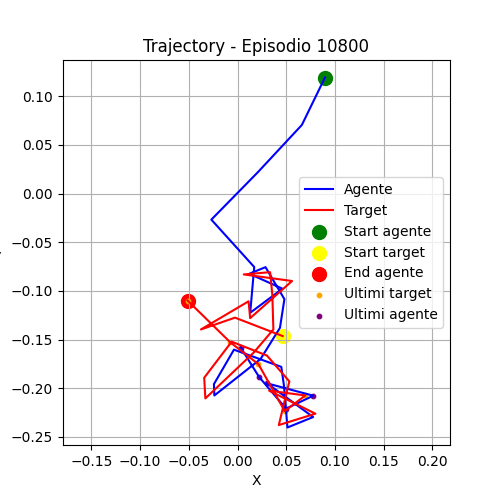 Trajectory - Episodio 10800
0.10
0.05
0.00
−0.05
−0.10
−0.15
−0.20
−0.25
Agente
Target
Start agente
Start target
End agente
Ultimi target
Ultimi agente
−0.15 −0.10 −0.05 0.00 0.05 0.10 0.15 0.20
X